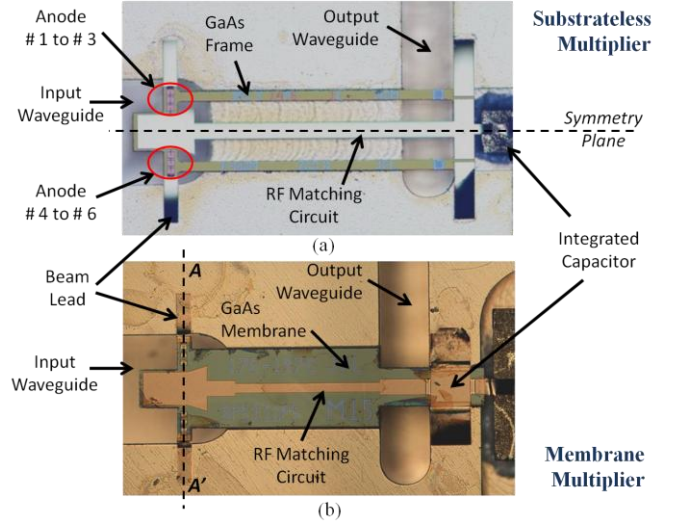 Anode
# 1 to # 3
GaAs
Frame
Output
Waveguide
Substrateless
Multiplier
Input
Waveguide
Symmetry
Plane
Anode
# 4 to # 6
RF Matching
Circuit
(a)
Integrated
Capacitor
Beam
Lead
A
Output
Waveguide
GaAs
Membrane
Input
Waveguide
RF Matching
Circuit
A’
(b)
Membrane
Multiplier